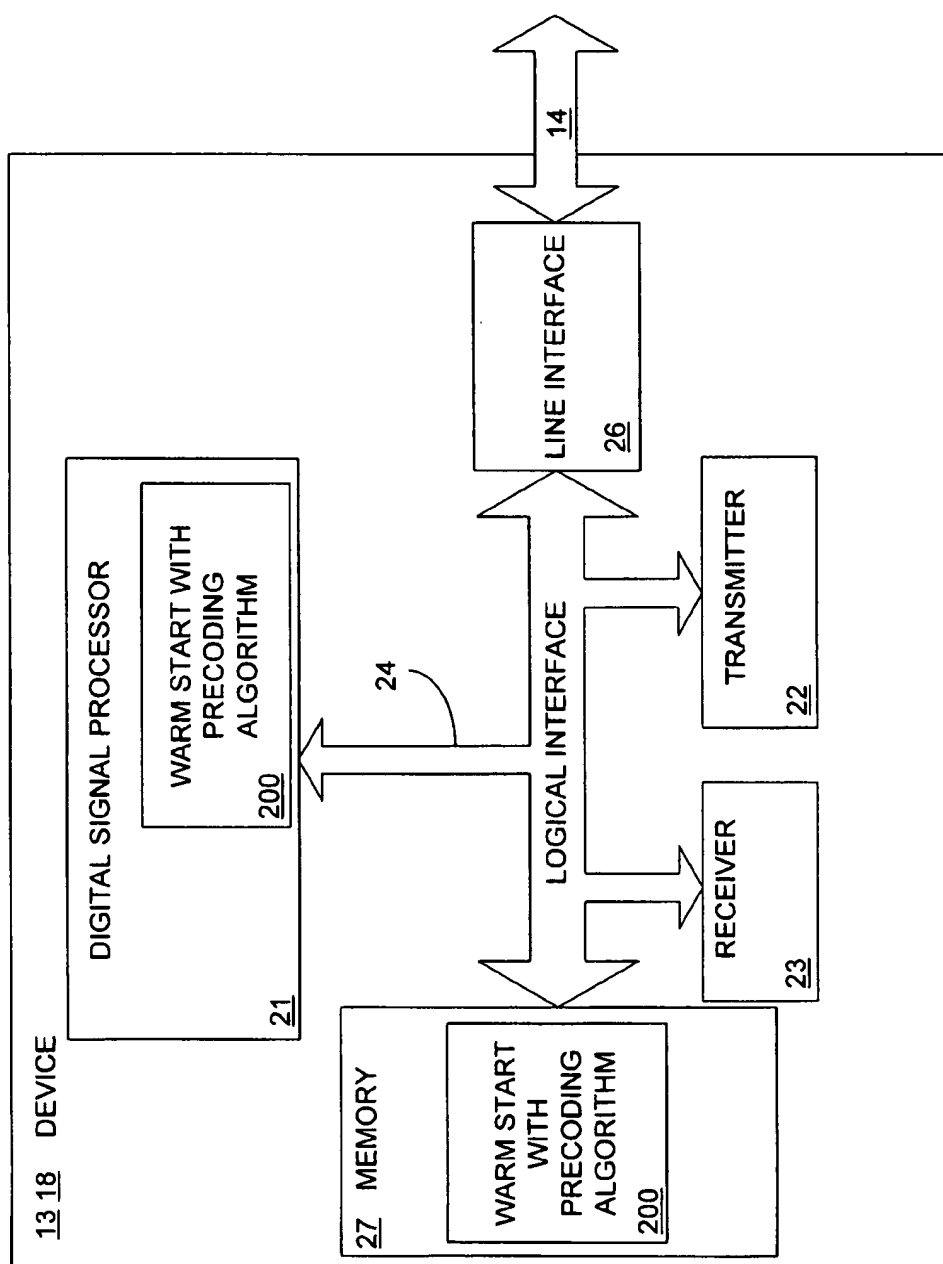 13 18 DEVICE
DIGITAL SIGNAL PROCESSOR
WARM START WITH
PRECODING
ALGORITHM
200
21
27 MEMORY
WARM START
WITH
PRECODING
ALGORITHM
200
24
LOGICAL INTERFACE
LINE INTERFACE
26
14
RECEIVER
23
TRANSMITTER
22